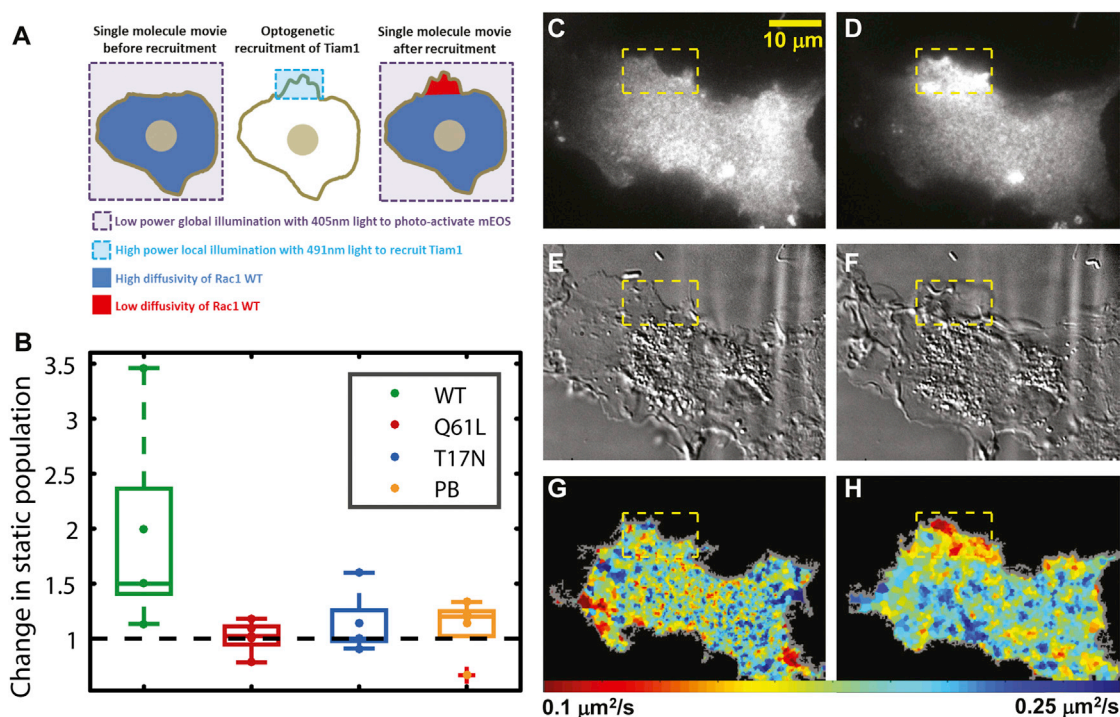 A
Single molecule movie
before recruitment
Optogenetic
recruitment of Tiam1
Single molecule movie
after recruitment
Low power global illumination with 405nm light to photo-activate mEOS
High power local illumination with 491nm light to recruit Tiam1
High diffusivity of Rac1 WT
Low diffusivity of Rac1 WT
B
Change in static population
3.5
3
2.5
2
1.5
1
WT
Q61L
T17N
PB
C
10 μm
D
E
F
G
H
0.1 μm²/s
0.25 μm²/s